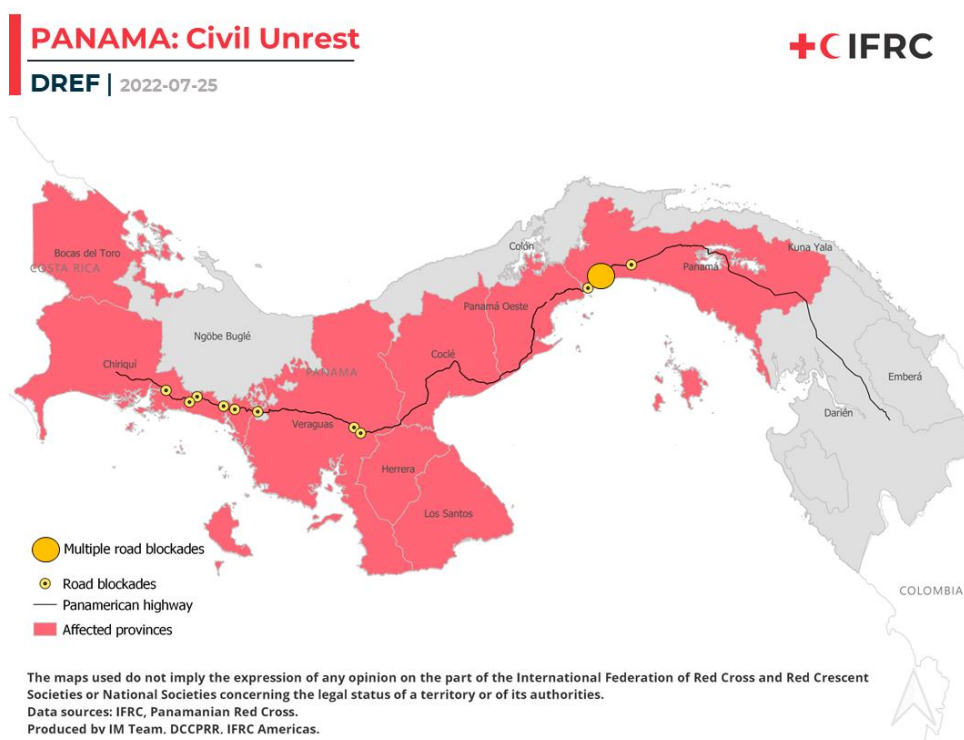 PANAMA: Civil Unrest
IFRC
DREF | 2022-07-25
Colón
Kuna Yala
Bocas del Toro
COSTA RICA
Panamá
Panamá Oeste
Ngöbe Buglé
Coclé
Chiriquí
PANAMA
Emberá
Darién
Veraguas
Herrera
Los Santos
Multiple road blockades
Road blockades
COLOMBIA
Panamerican highway
Affected provinces
The maps used do not imply the expression of any opinion on the part of the International Federation of Red Cross and Red Crescent
Societies or National Societies concerning the legal status of a territory or of its authorities.
Data sources: IFRC, Panamanian Red Cross.
Produced by IM Team, DCCPRR, IFRC Americas.